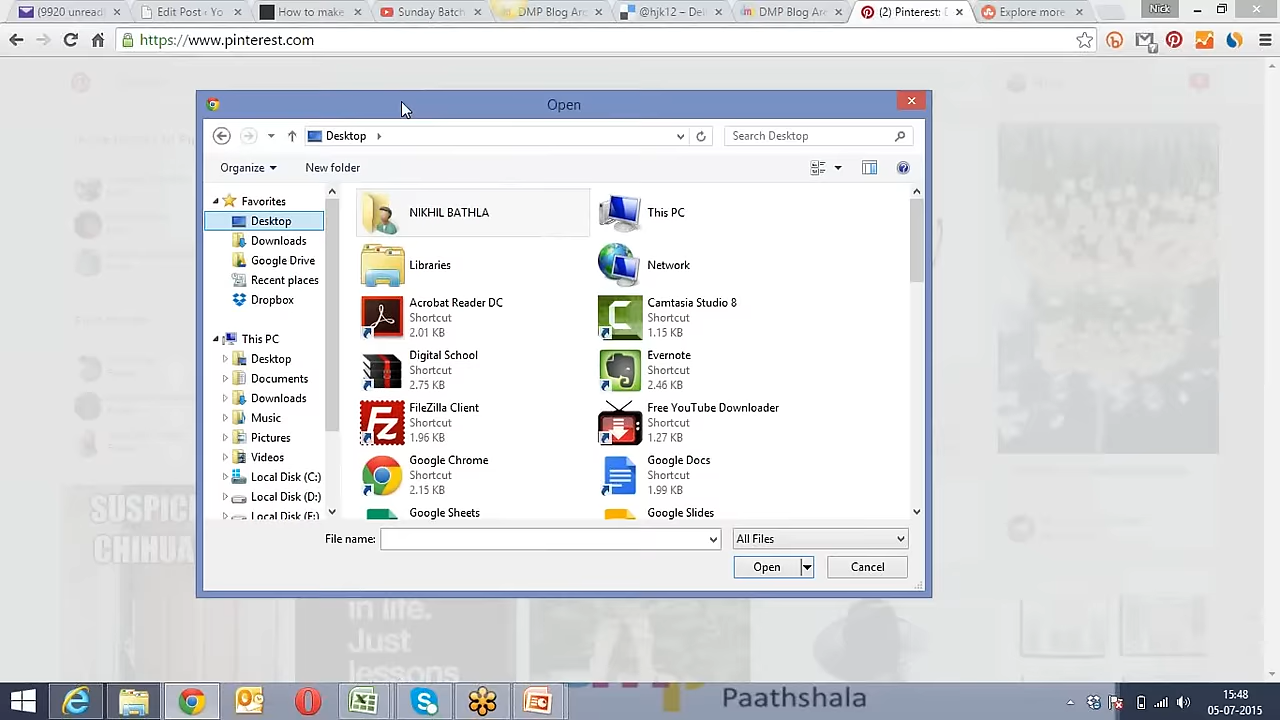 (9920 unread
Edit Post ‹ Yo
How to make
Sunday Batch
DMP Blog Ar
@hjk12 – Del
DMP Blog Ar
(2) Pinterest: D
Explore more
Nick
https://www.pinterest.com
Open
Desktop
Search Desktop
Organize
New folder
Favorites
Desktop
Downloads
Google Drive
Recent places
Dropbox
This PC
Desktop
Documents
Downloads
Music
Pictures
Videos
Local Disk (C:)
Local Disk (D:)
Local Disk (E:)
NIKHIL BATHLA
This PC
Libraries
Network
Acrobat Reader DC
Shortcut
2.01 KB
Camtasia Studio 8
Shortcut
1.15 KB
Digital School
Shortcut
2.75 KB
Evernote
Shortcut
2.46 KB
FileZilla Client
Shortcut
1.96 KB
Free YouTube Downloader
Shortcut
1.27 KB
Google Chrome
Shortcut
2.15 KB
Google Docs
Shortcut
1.99 KB
Google Sheets
Google Slides
File name:
All Files
Open
Cancel
SUSPICI
CHIHUA
in life.
Just
lessons
Paathshala
15:48
05-07-2015